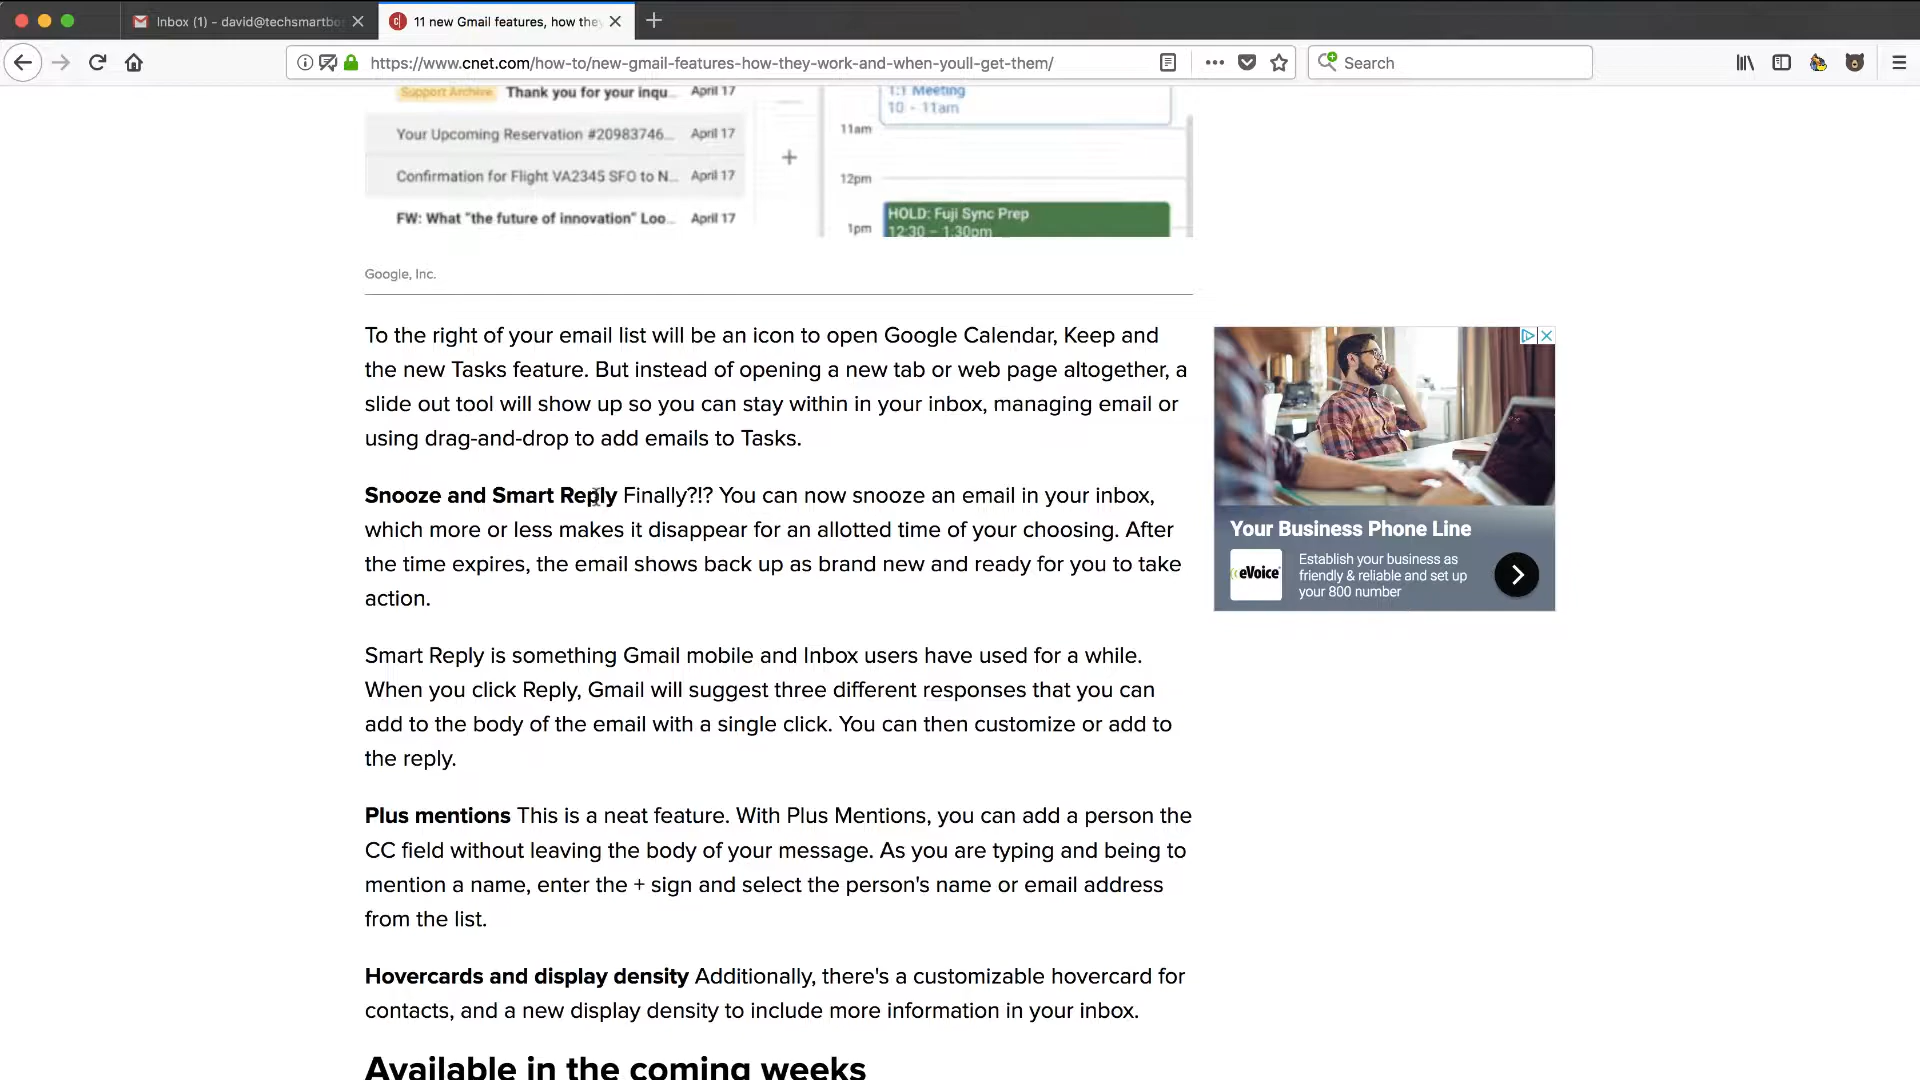 Inbox (1) - david@techsmartbo
11 new Gmail features, how the
https://www.cnet.com/how-to/new-gmail-features-how-they-work-and-when-youll-get-them/
Search
Support Archive Thank you for your inqu... April 17
Your Upcoming Reservation #20983746... April 17
Confirmation for Flight VA2345 SFO to N... April 17
FW: What "the future of innovation" Loo... April 17
1:1 Meeting
10 - 11am
11am
12pm
1pm
HOLD: Fuji Sync Prep
12:30 - 1:30pm
Google, Inc.
To the right of your email list will be an icon to open Google Calendar, Keep and
the new Tasks feature. But instead of opening a new tab or web page altogether, a
slide out tool will show up so you can stay within in your inbox, managing email or
using drag-and-drop to add emails to Tasks.
Snooze and Smart Reply Finally?!? You can now snooze an email in your inbox,
which more or less makes it disappear for an allotted time of your choosing. After
the time expires, the email shows back up as brand new and ready for you to take
action.
Smart Reply is something Gmail mobile and Inbox users have used for a while.
When you click Reply, Gmail will suggest three different responses that you can
add to the body of the email with a single click. You can then customize or add to
the reply.
Plus mentions This is a neat feature. With Plus Mentions, you can add a person the
CC field without leaving the body of your message. As you are typing and being to
mention a name, enter the + sign and select the person's name or email address
from the list.
Hovercards and display density Additionally, there's a customizable hovercard for
contacts, and a new display density to include more information in your inbox.
Available in the coming weeks
Your Business Phone Line
eVoice
Establish your business as
friendly & reliable and set up
your 800 number